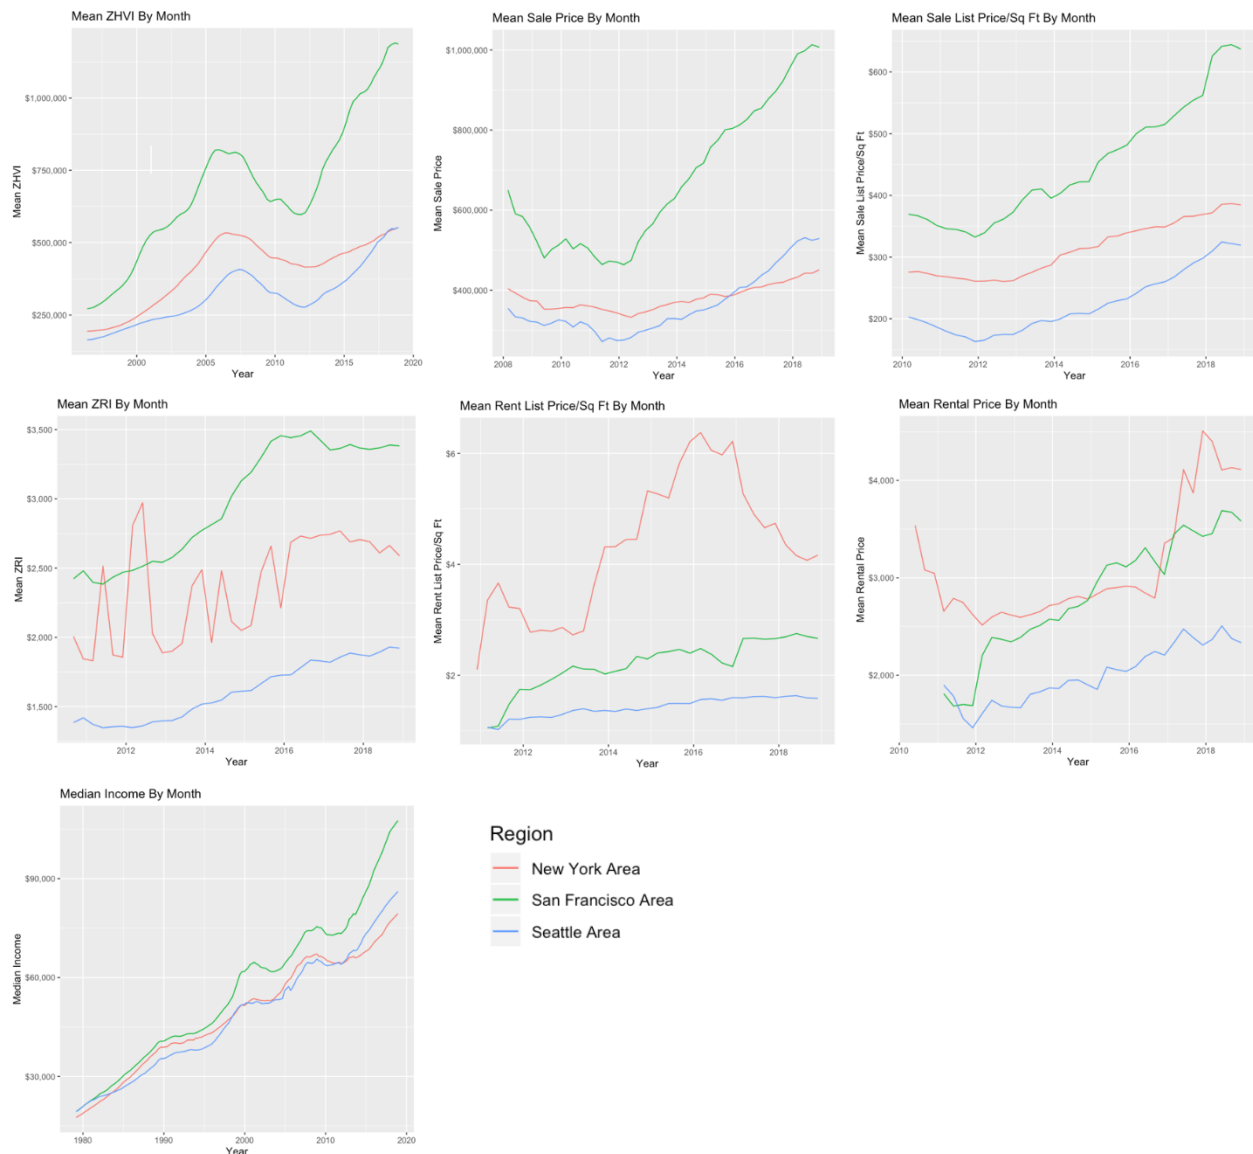 Mean ZHVI By Month
$1,000,000
$750,000
$500,000
$250,000
Mean ZHVI
2000
2005
2010
2015
2020
Year
Mean Sale Price By Month
$1,000,000
$800,000
$600,000
$400,000
Mean Sale Price
2008
2010
2012
2014
2016
2018
Year
Mean Sale List Price/Sq Ft By Month
$600
$500
$400
$300
$200
Mean Sale List Price/Sq Ft
2010
2012
2014
2016
2018
Year
Mean ZRI By Month
$3,500
$3,000
$2,500
$2,000
$1,500
Mean ZRI
2012
2014
2016
2018
Year
Mean Rent List Price/Sq Ft By Month
$6
$4
$2
Mean Rent List Price/Sq Ft
2012
2014
2016
2018
Year
Mean Rental Price By Month
$4,000
$3,000
$2,000
Mean Rental Price
2010
2012
2014
2016
2018
Year
Median Income By Month
$90,000
$60,000
$30,000
Median Income
1980
1990
2000
2010
2020
Year
Region
New York Area
San Francisco Area
Seattle Area